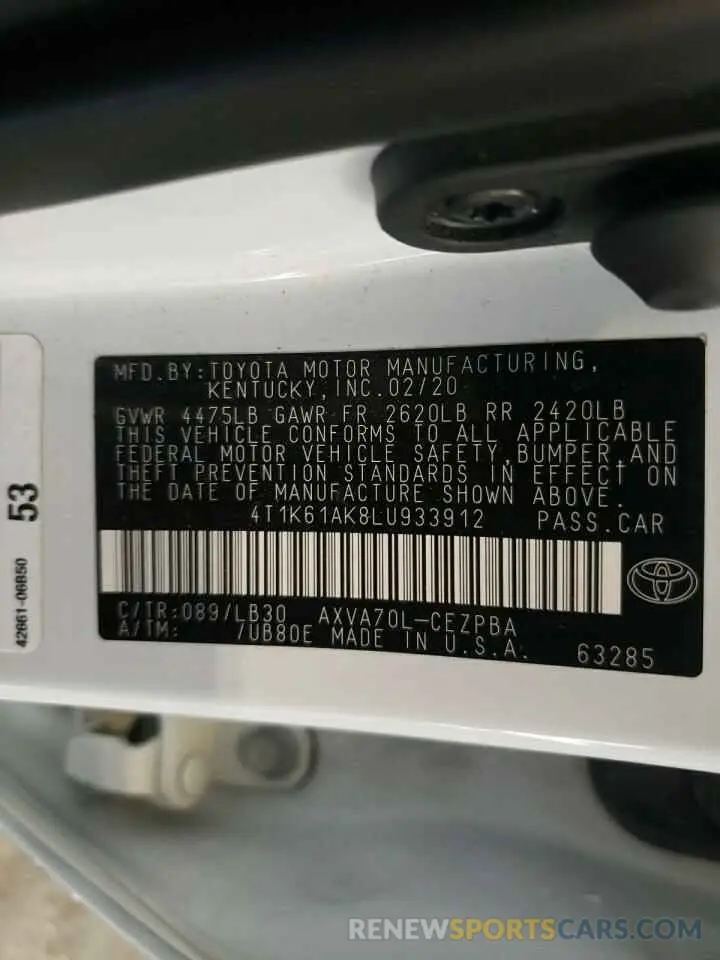 MFD.BY:TOYOTA MOTOR MANUFACTURING,
KENTUCKY,INC.02/20
GVWR 4475LB GAWR FR 2620LB RR 2420LB
THIS VEHICLE CONFORMS TO ALL APPLICABLE
FEDERAL MOTOR VEHICLE SAFETY,BUMPER,AND
THEFT PREVENTION STANDARDS IN EFFECT ON
THE DATE OF MANUFACTURE SHOWN ABOVE.
4T1K61AK8LU933912 PASS.CAR
C/TR:089/LB30 AXVA70L-CEZPBA
A/TM: 7UB80E MADE IN U.S.A.
63285
53
42661-06B50
RENEWSPORTSCARS.COM